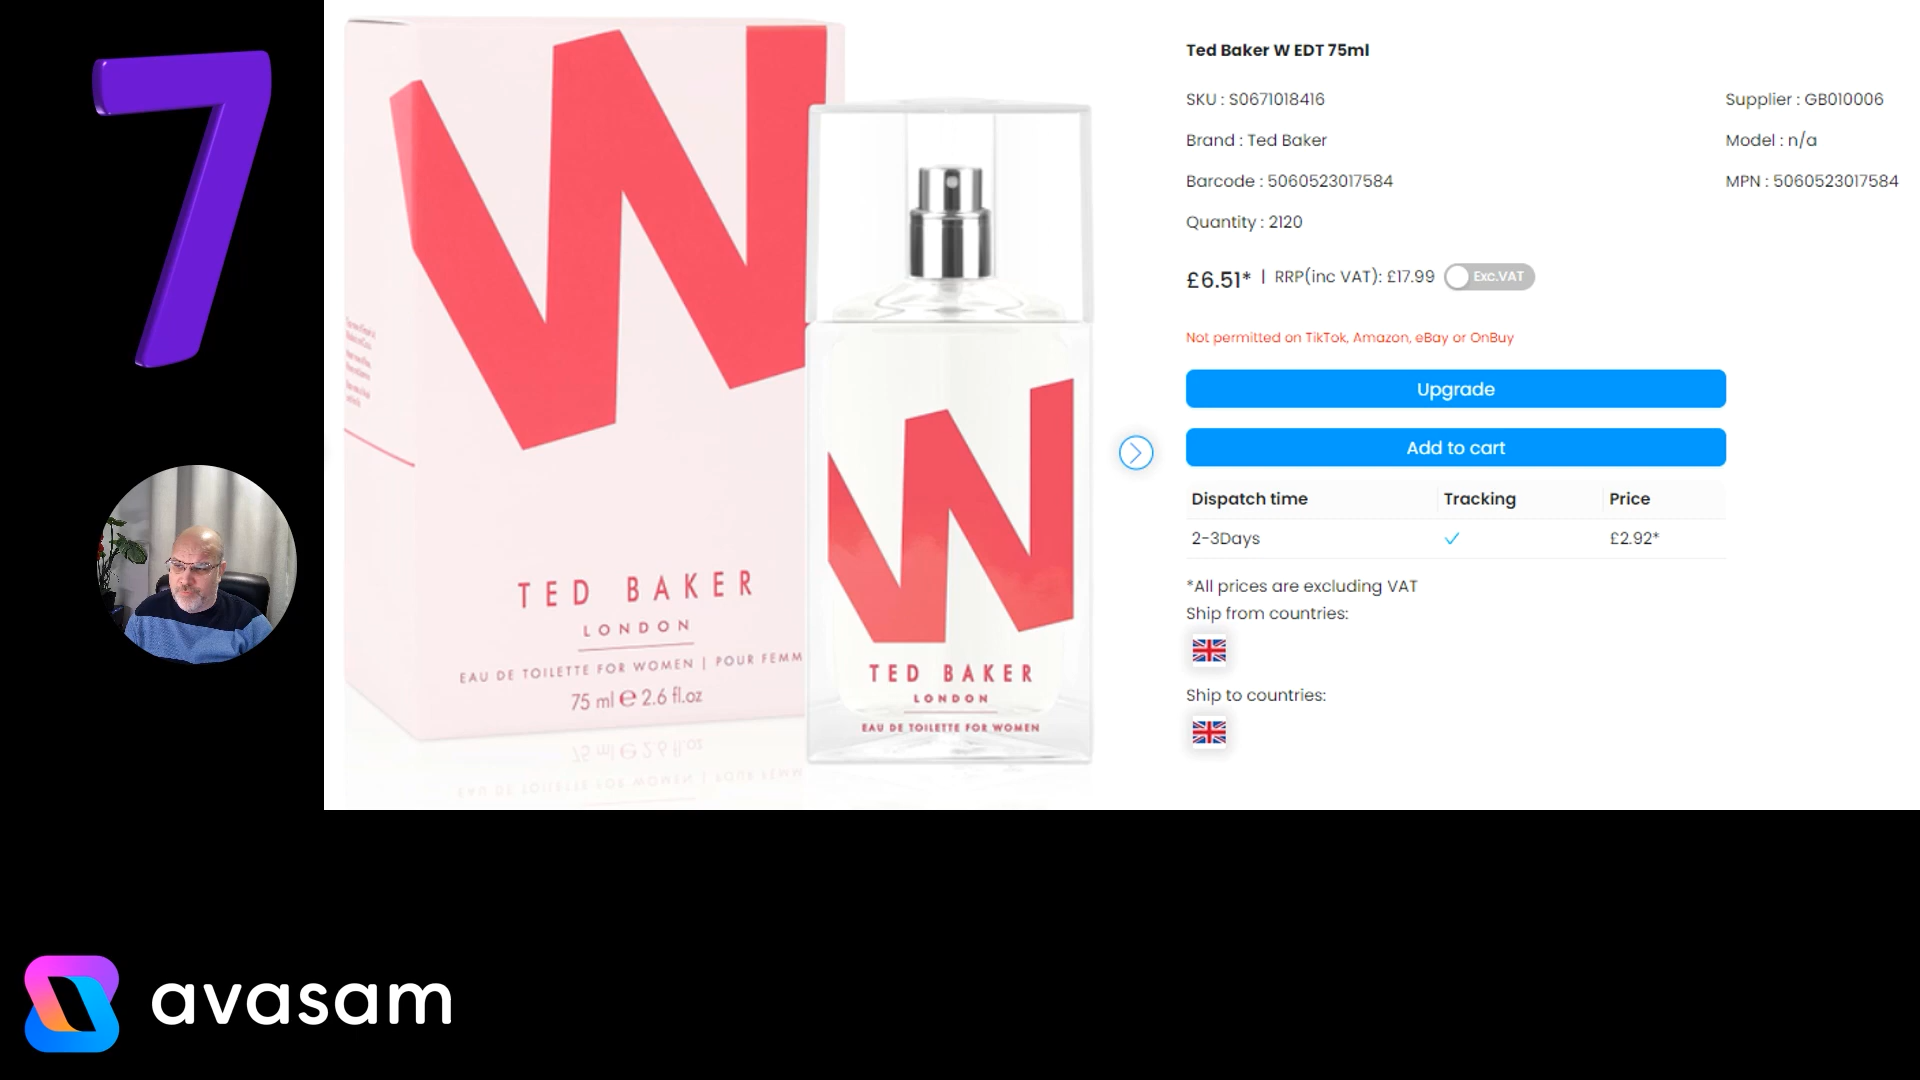 7
W
TED BAKER
LONDON
EAU DE TOILETTE FOR WOMEN | POUR FEMM
75 ml e 2.6 fl.oz
W
TED BAKER
LONDON
EAU DE TOILETTE FOR WOMEN
Ted Baker W EDT 75ml
SKU : S0671018416
Supplier : GB010006
Brand : Ted Baker
Model : n/a
Barcode : 5060523017584
MPN : 5060523017584
Quantity : 2120
£6.51* | RRP(inc VAT): £17.99 Exc.VAT
Not permitted on TikTok, Amazon, eBay or OnBuy
Upgrade
Add to cart
Dispatch time Tracking Price
2-3Days £2.92*
*All prices are excluding VAT
Ship from countries:
Ship to countries:
avasam